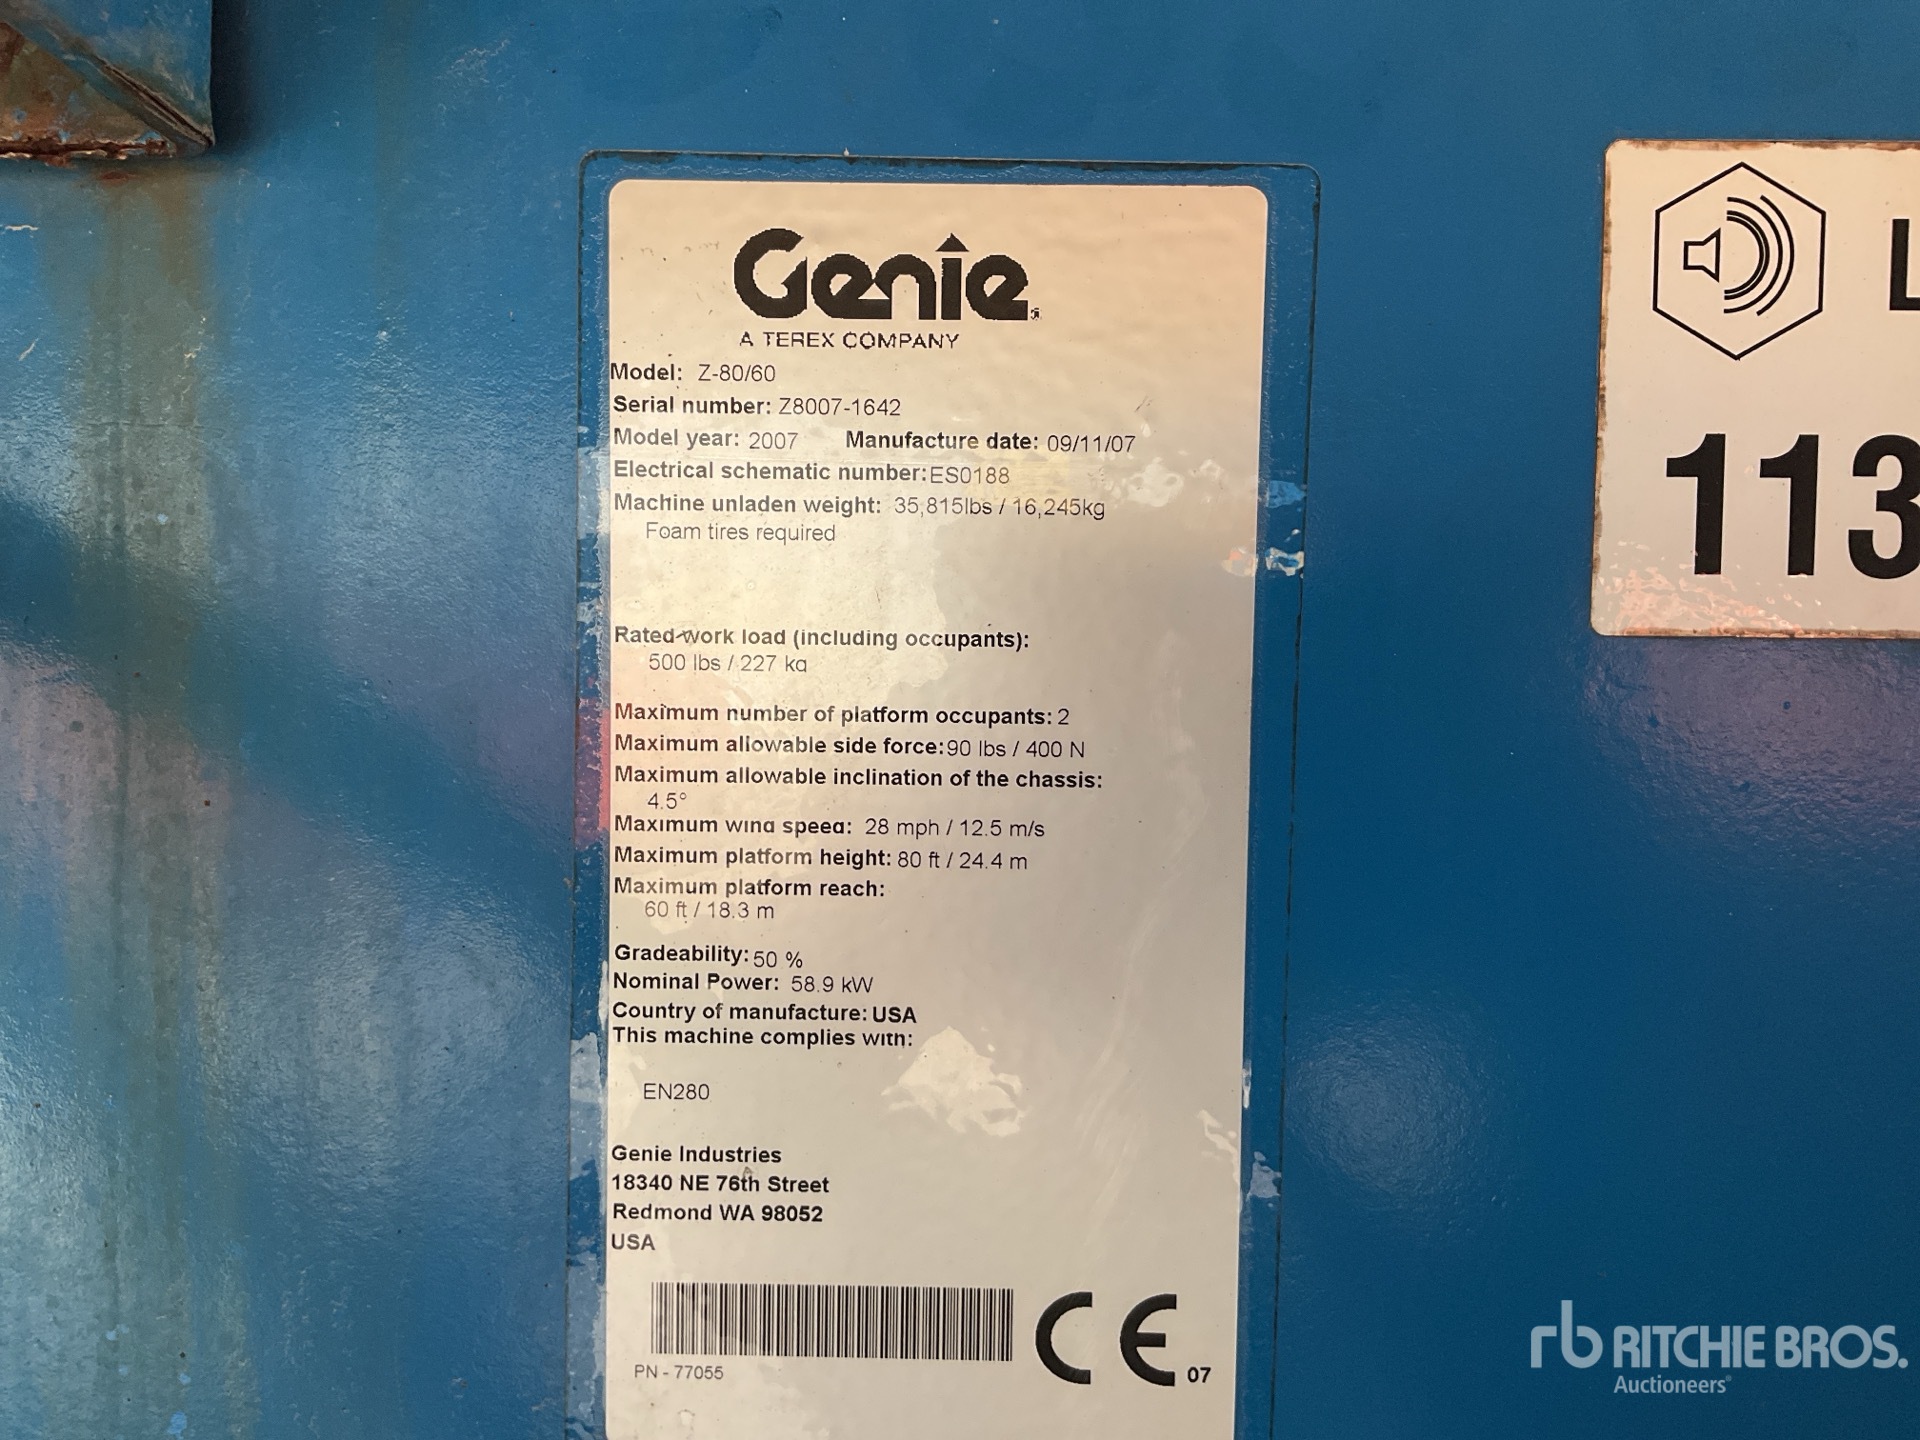 Genie
A TEREX COMPANY
Model: Z-80/60
Serial number: Z8007-1642
Model year: 2007 Manufacture date: 09/11/07
Electrical schematic number: ES0188
Machine unladen weight: 35,815lbs / 16,245kg
Foam tires required
Rated work load (including occupants):
500 lbs / 227 kg
Maximum number of platform occupants: 2
Maximum allowable side force: 90 lbs / 400 N
Maximum allowable inclination of the chassis:
4.5°
Maximum wind speed: 28 mph / 12.5 m/s
Maximum platform height: 80 ft / 24.4 m
Maximum platform reach:
60 ft / 18.3 m
Gradeability: 50 %
Nominal Power: 58.9 kW
Country of manufacture: USA
This machine complies with:
EN280
Genie Industries
18340 NE 76th Street
Redmond WA 98052
USA
PN - 77055
CE 07
L
113
rb RITCHIE BROS.
Auctioneers